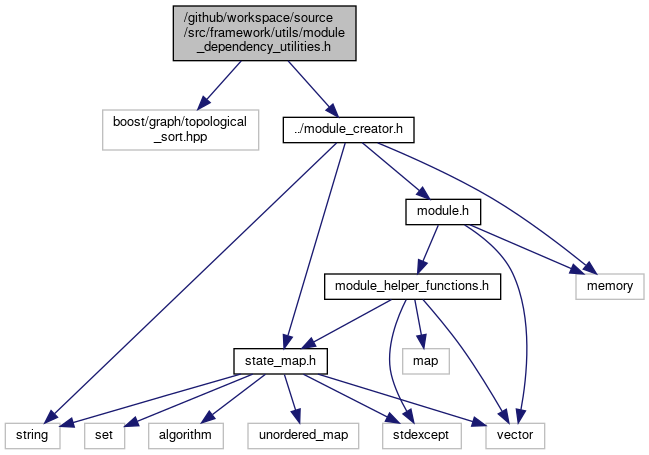 /github/workspace/source
/src/framework/utils/module
_dependency_utilities.h
boost/graph/topological
_sort.hpp
../module_creator.h
module.h
memory
module_helper_functions.h
state_map.h
map
string
set
algorithm
unordered_map
stdexcept
vector